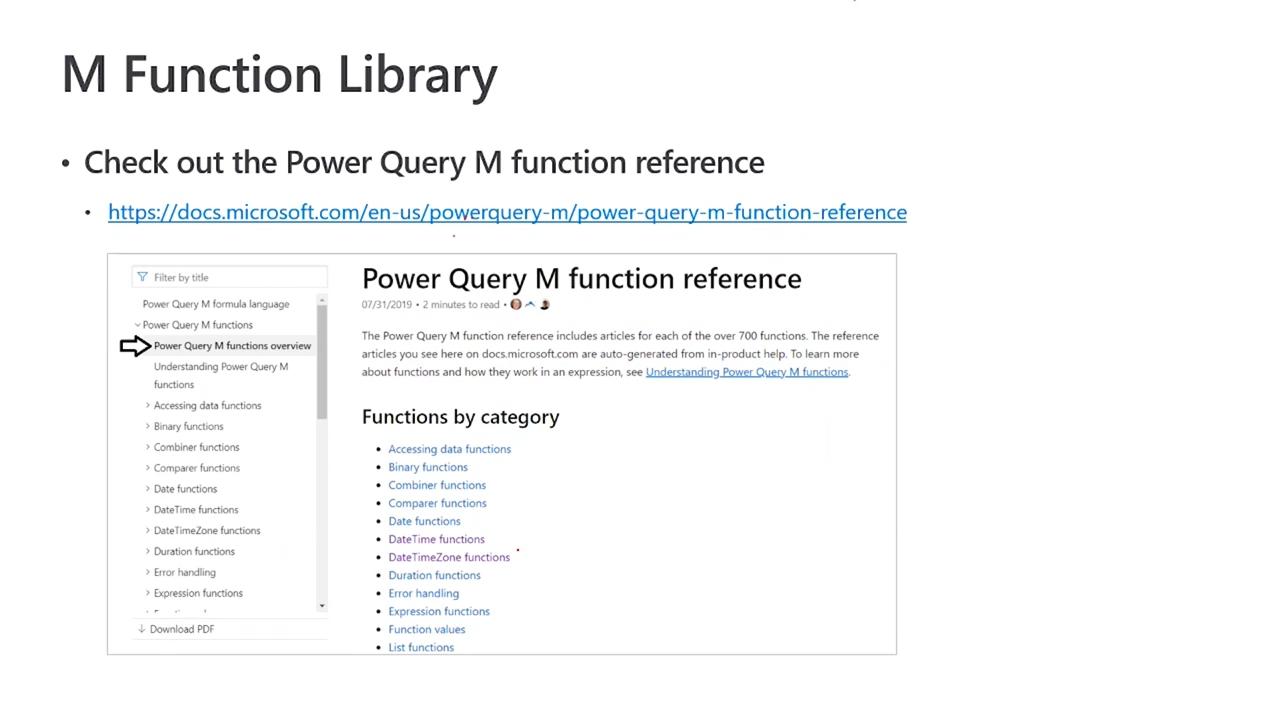 M Function Library
• Check out the Power Query M function reference
• https://docs.microsoft.com/en-us/powerquery-m/power-query-m-function-reference
Filter by title
Power Query M formula language
Power Query M functions
Power Query M functions overview
Understanding Power Query M
functions
Accessing data functions
Binary functions
Combiner functions
Comparer functions
Date functions
DateTime functions
DateTimeZone functions
Duration functions
Error handling
Expression functions
Download PDF
Power Query M function reference
07/31/2019 • 2 minutes to read •
The Power Query M function reference includes articles for each of the over 700 functions. The reference
articles you see here on docs.microsoft.com are auto-generated from in-product help. To learn more
about functions and how they work in an expression, see Understanding Power Query M functions.
Functions by category
• Accessing data functions
• Binary functions
• Combiner functions
• Comparer functions
• Date functions
• DateTime functions
• DateTimeZone functions
• Duration functions
• Error handling
• Expression functions
• Function values
• List functions